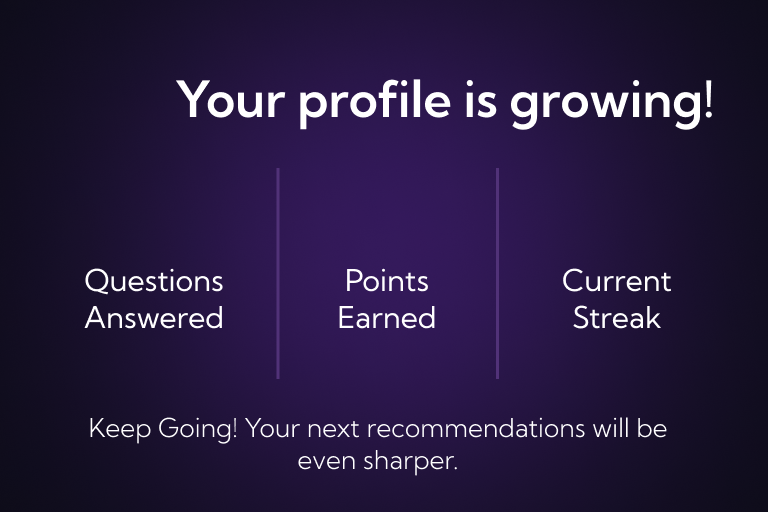 Your profile is growing!
Questions
Answered
Points
Earned
Current
Streak
Keep Going! Your next recommendations will be
even sharper.